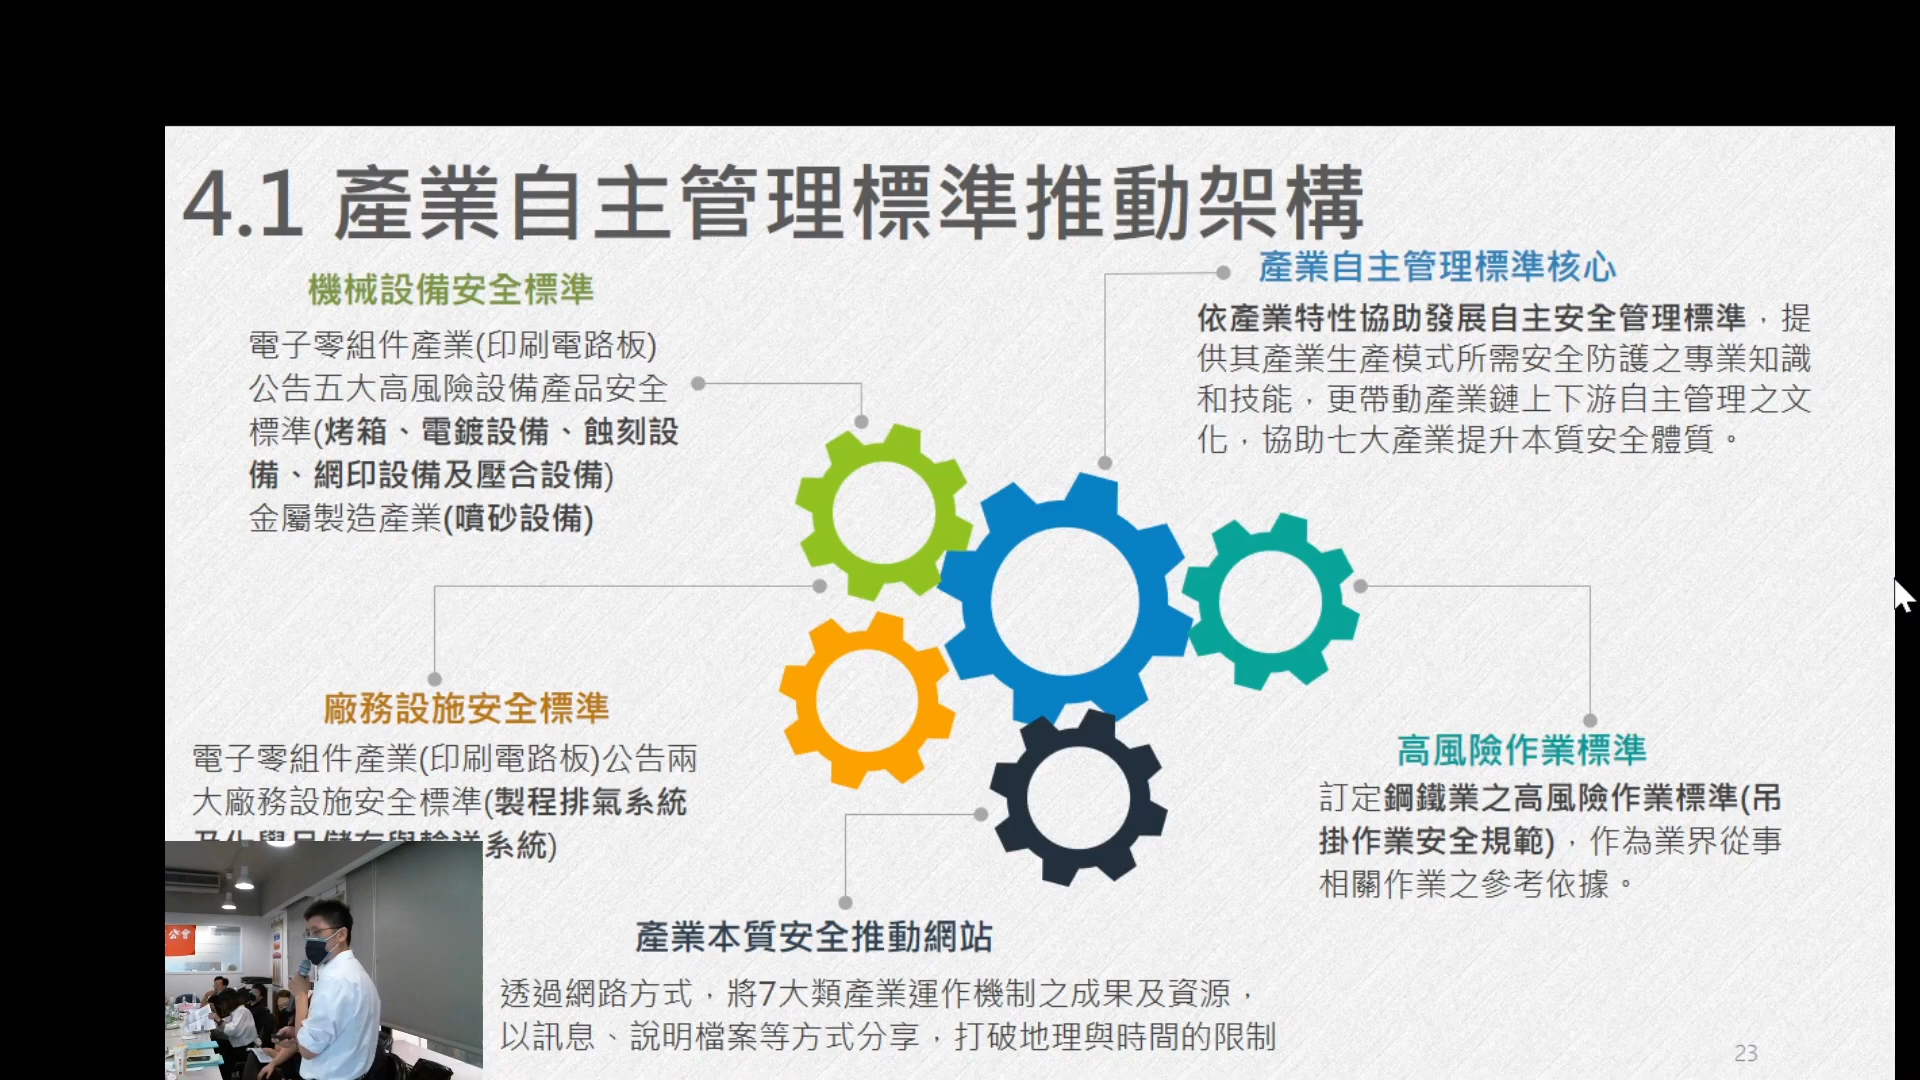 4.1 產業自主管理標準推動架構
機械設備安全標準
電子零組件產業(印刷電路板)
公告五大高風險設備產品安全
標準(烤箱、電鍍設備、蝕刻設
備、網印設備及壓合設備)
金屬製造產業(噴砂設備)
產業自主管理標準核心
依產業特性協助發展自主安全管理標準，提
供其產業生產模式所需安全防護之專業知識
和技能，更帶動產業鏈上下游自主管理之文
化，協助七大產業提升本質安全體質。
廠務設施安全標準
電子零組件產業(印刷電路板)公告兩
大廠務設施安全標準(製程排氣系統
及化學品儲存與輸送系統)
高風險作業標準
訂定鋼鐵業之高風險作業標準(吊
掛作業安全規範)，作為業界從事
相關作業之參考依據。
產業本質安全推動網站
透過網路方式，將7大類產業運作機制之成果及資源，
以訊息、說明檔案等方式分享，打破地理與時間的限制
公會
23